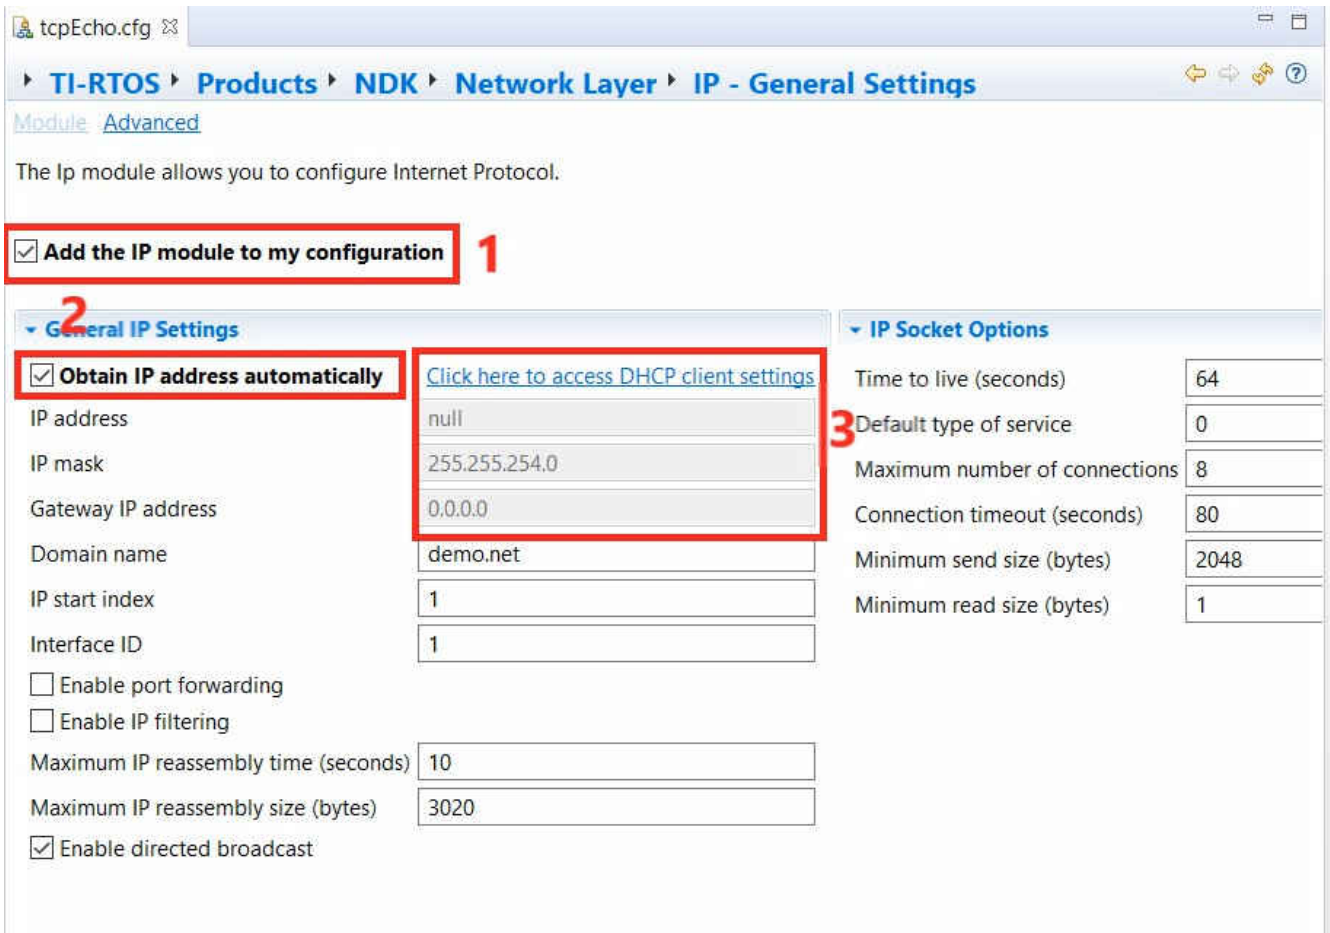 tcpEcho.cfg
TI-RTOS Products NDK Network Layer IP - General Settings
Module Advanced
The Ip module allows you to configure Internet Protocol.
Add the IP module to my configuration 1
2
General IP Settings
Obtain IP address automatically Click here to access DHCP client settings
IP address null
IP mask 255.255.254.0
Gateway IP address 0.0.0.0
3
Domain name demo.net
IP start index 1
Interface ID 1
Enable port forwarding
Enable IP filtering
Maximum IP reassembly time (seconds) 10
Maximum IP reassembly size (bytes) 3020
Enable directed broadcast
IP Socket Options
Time to live (seconds) 64
Default type of service 0
Maximum number of connections 8
Connection timeout (seconds) 80
Minimum send size (bytes) 2048
Minimum read size (bytes) 1